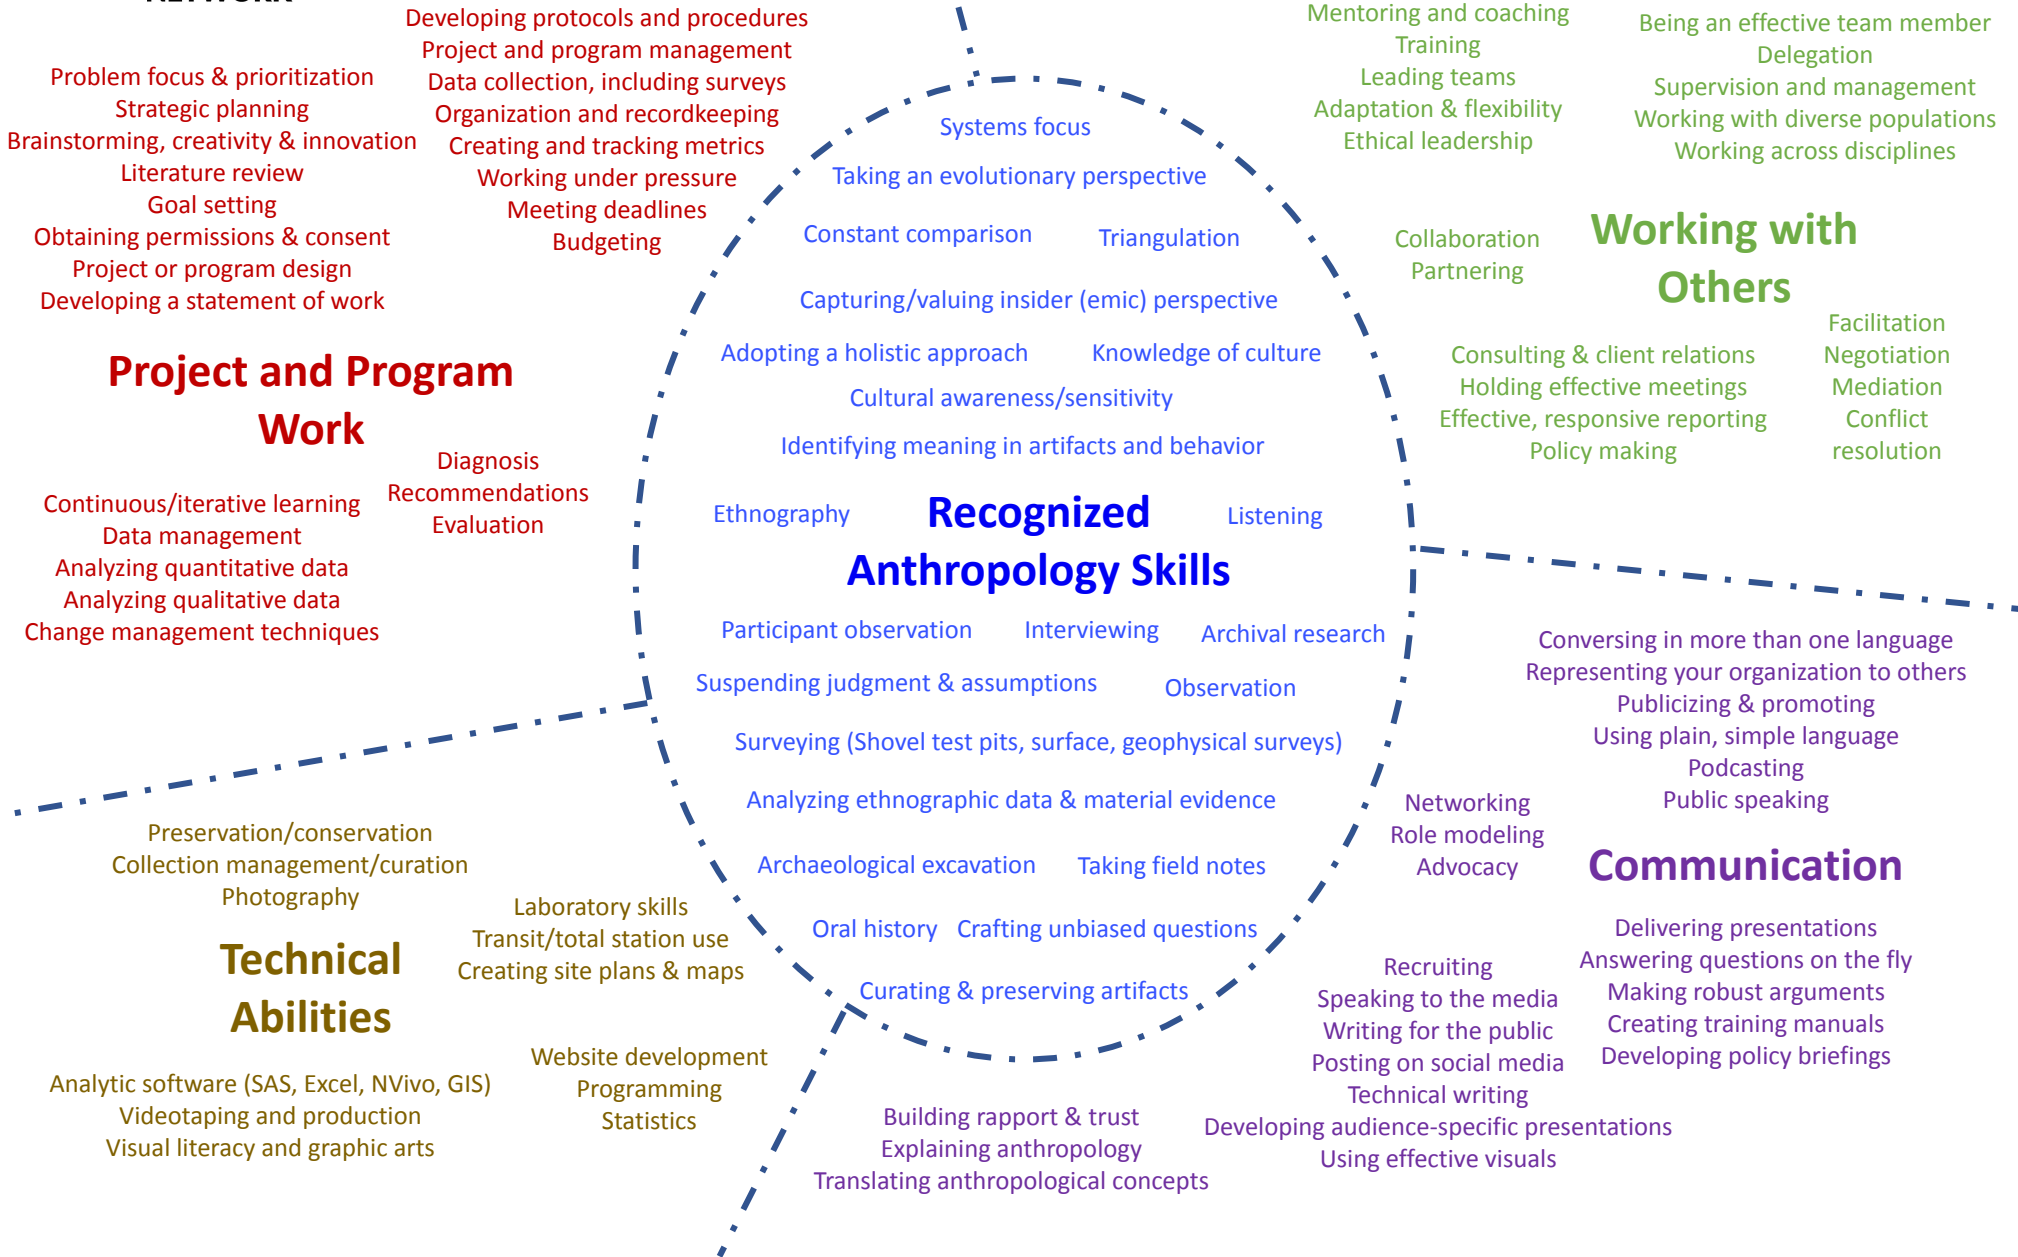 Developing protocols and procedures
Project and program management
Data collection, including surveys
Organization and recordkeeping
Creating and tracking metrics
Working under pressure
Meeting deadlines
Budgeting
Problem focus & prioritization
Strategic planning
Brainstorming, creativity & innovation
Literature review
Goal setting
Obtaining permissions & consent
Project or program design
Developing a statement of work
Project and Program
Work
Diagnosis
Recommendations
Evaluation
Continuous/iterative learning
Data management
Analyzing quantitative data
Analyzing qualitative data
Change management techniques
Mentoring and coaching
Training
Leading teams
Adaptation & flexibility
Ethical leadership
Being an effective team member
Delegation
Supervision and management
Working with diverse populations
Working across disciplines
Working with
Others
Collaboration
Partnering
Facilitation
Negotiation
Mediation
Conflict
resolution
Consulting & client relations
Holding effective meetings
Effective, responsive reporting
Policy making
Systems focus
Taking an evolutionary perspective
Constant comparison
Triangulation
Capturing/valuing insider (emic) perspective
Adopting a holistic approach
Knowledge of culture
Cultural awareness/sensitivity
Identifying meaning in artifacts and behavior
Ethnography
Recognized
Anthropology Skills
Listening
Participant observation
Interviewing
Archival research
Suspending judgment & assumptions
Observation
Surveying (Shovel test pits, surface, geophysical surveys)
Analyzing ethnographic data & material evidence
Archaeological excavation
Taking field notes
Oral history
Crafting unbiased questions
Curating & preserving artifacts
Preservation/conservation
Collection management/curation
Photography
Technical
Abilities
Laboratory skills
Transit/total station use
Creating site plans & maps
Analytic software (SAS, Excel, NVivo, GIS)
Videotaping and production
Visual literacy and graphic arts
Website development
Programming
Statistics
Conversing in more than one language
Representing your organization to others
Publicizing & promoting
Using plain, simple language
Podcasting
Public speaking
Networking
Role modeling
Advocacy
Communication
Delivering presentations
Answering questions on the fly
Making robust arguments
Creating training manuals
Developing policy briefings
Recruiting
Speaking to the media
Writing for the public
Posting on social media
Technical writing
Developing audience-specific presentations
Using effective visuals
Building rapport & trust
Explaining anthropology
Translating anthropological concepts